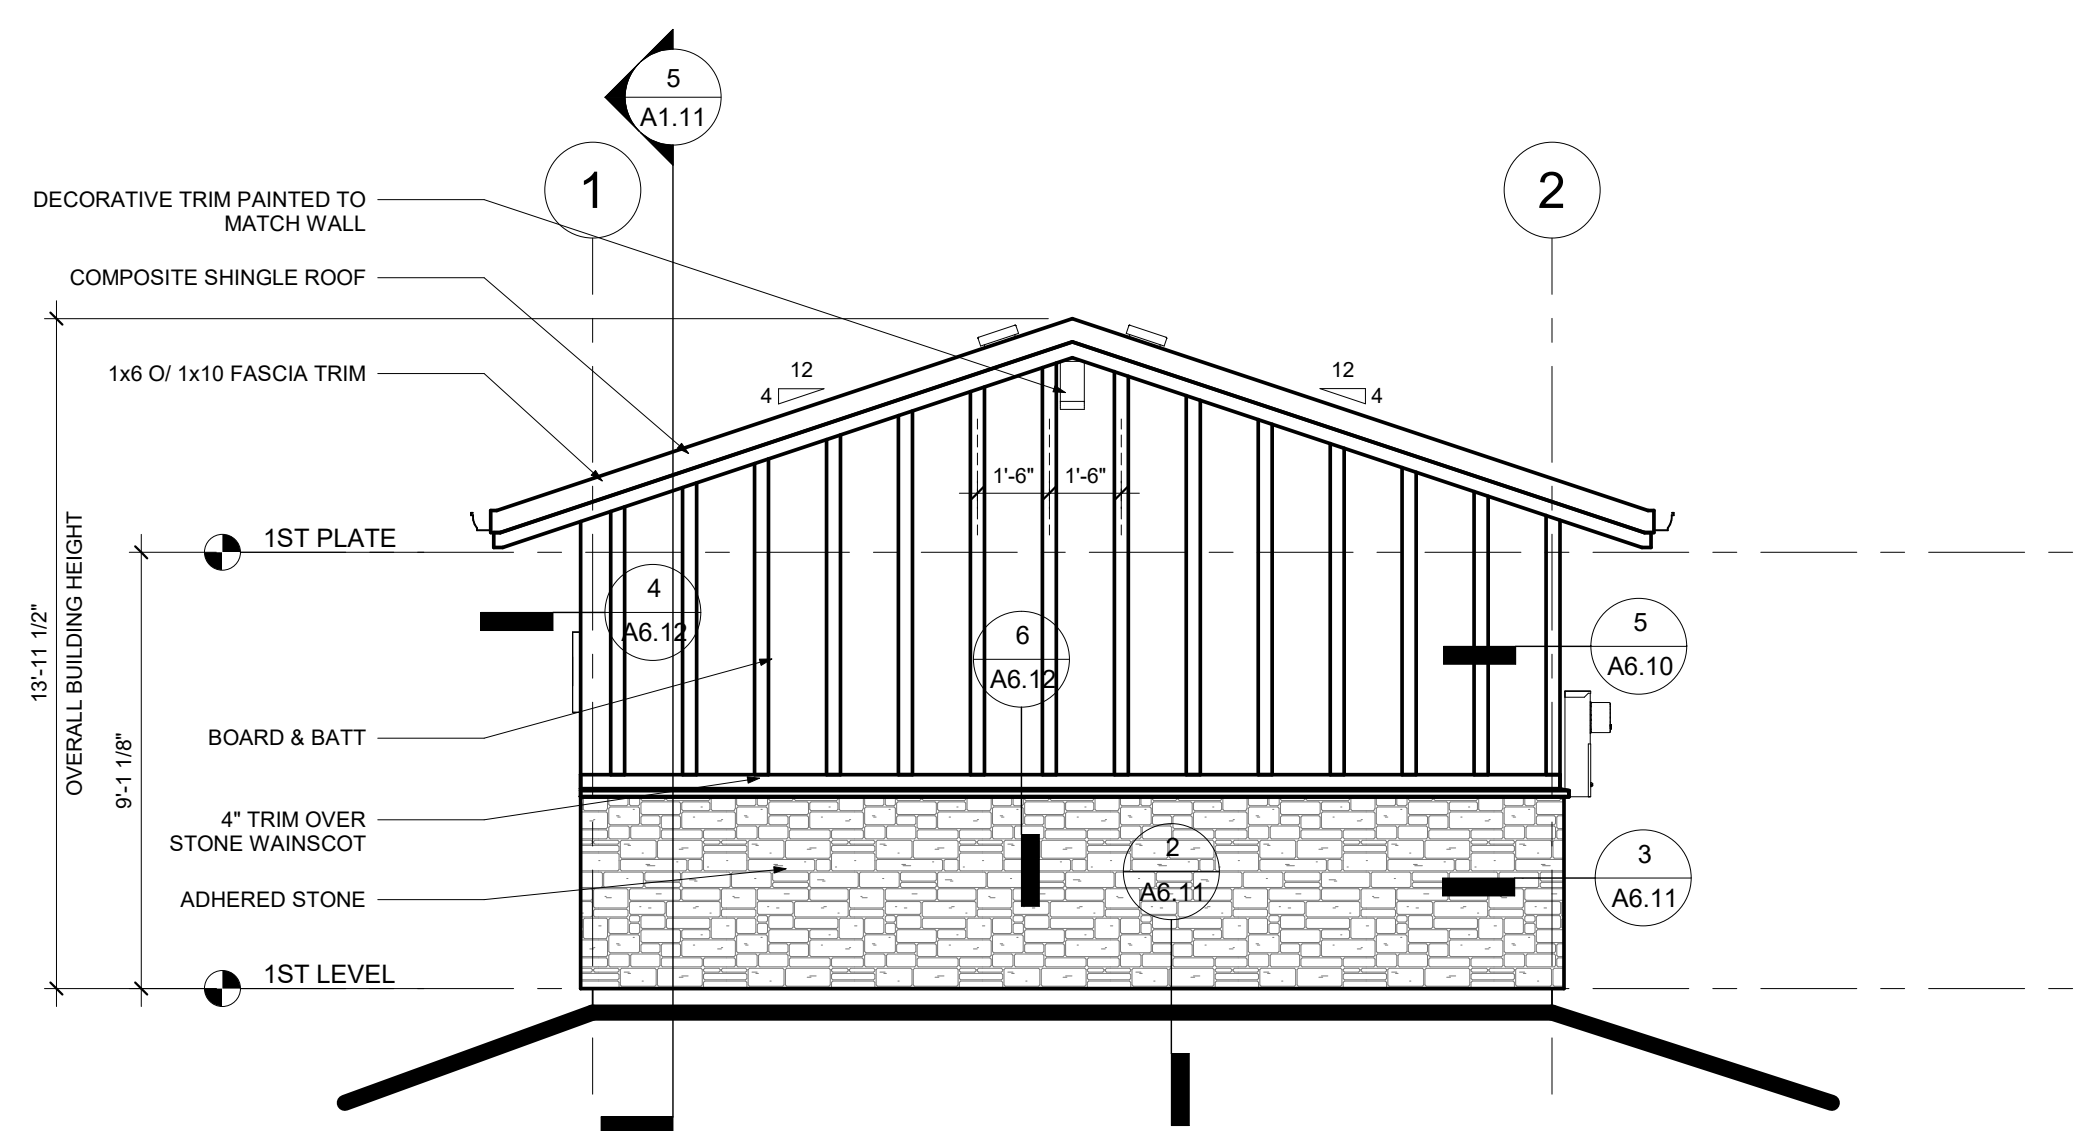 5
A1.11
1
2
DECORATIVE TRIM PAINTED TO
MATCH WALL
COMPOSITE SHINGLE ROOF
1x6 O/ 1x10 FASCIA TRIM
12
4
12
4
1'-6"
1'-6"
1ST PLATE
13'-11 1/2"
OVERALL BUILDING HEIGHT
9'-1 1/8"
4
A6.12
6
A6.12
5
A6.10
BOARD & BATT
4" TRIM OVER
STONE WAINSCOT
2
A6.11
3
A6.11
ADHERED STONE
1ST LEVEL